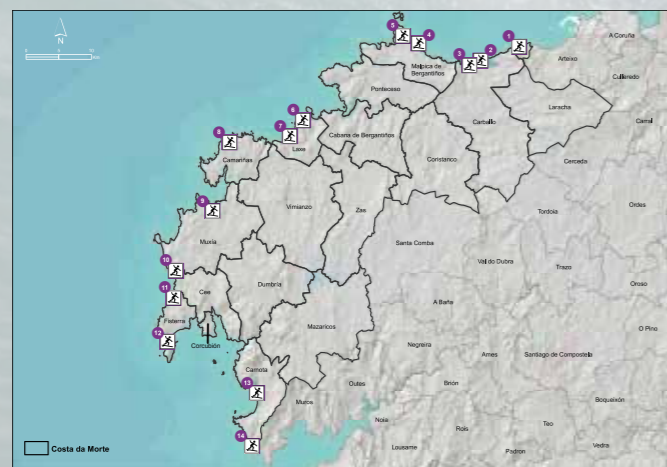 N
5
4
1
2
3
A Coruña
Arteixo
Malpica de
Bergantiños
Culleredo
Ponteceso
Laracha
6
Carballo
Carral
7
8
Cabana de Bergantiños
Laxe
Camariñas
Coristanco
Cerceda
9
Vimianzo
Zas
Ordes
Tordoia
Muxía
Santa Comba
10
Val do Dubra
Trazo
11
Cee
Dumbría
Oroso
A Baña
Fisterra
Mazaricos
O Pino
12
Corcubión
Negreira
Ames
Santiago de Compostela
Carnota
13
Outes
Brión
Muros
Boqueixón
Noia
Teo
14
Rois
Costa da Morte
Lousame
Padrón
Vedra